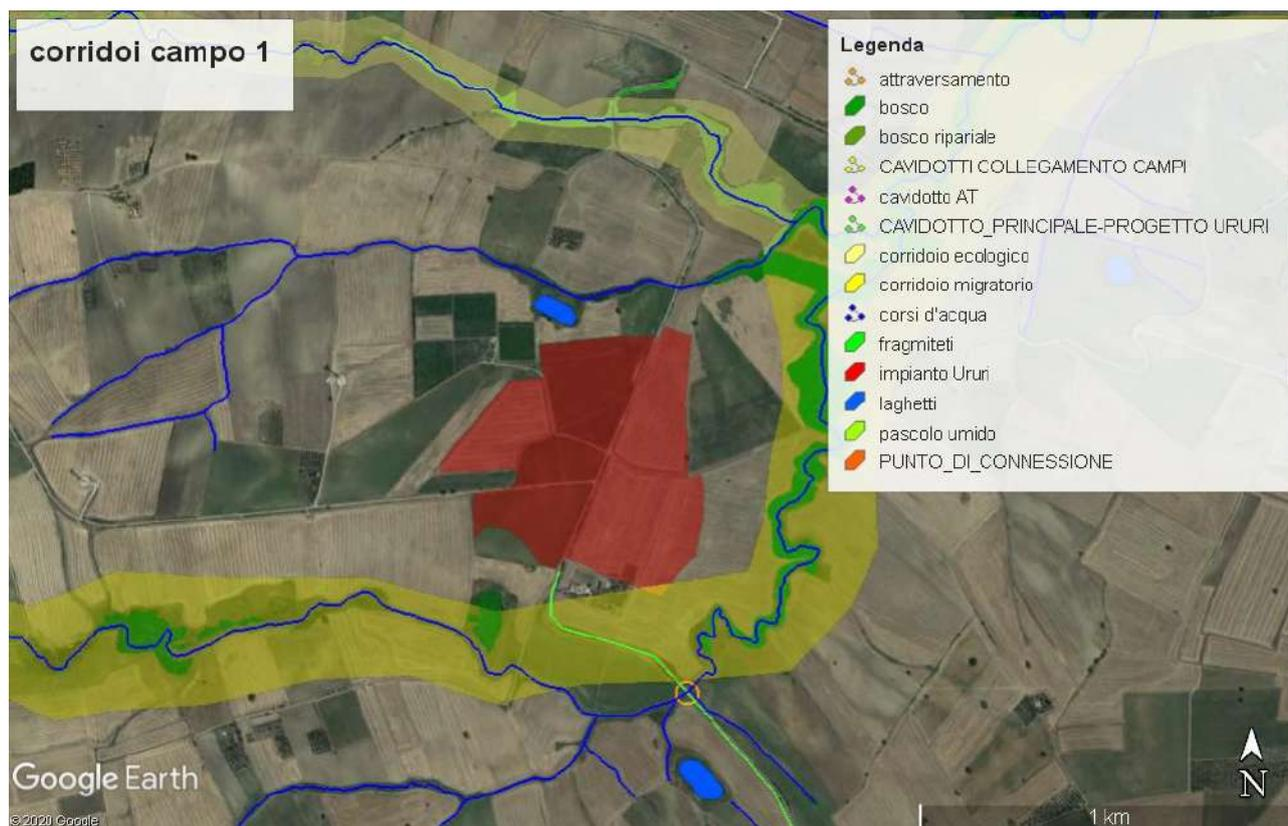 corridoi campo 1
Legenda
attraversamento
bosco
bosco ripariale
CAVIDOTTI COLLEGAMENTO CAMPI
cavidotto AT
CAVIDOTTO_PRINCIPALE-PROGETTO URURI
corridoio ecologico
corridoio migratorio
corsi d'acqua
fragmiteti
impianto Ururi
laghetti
pascolo umido
PUNTO_DI_CONNESSIONE
Google Earth
© 2020 Google
N
1 km